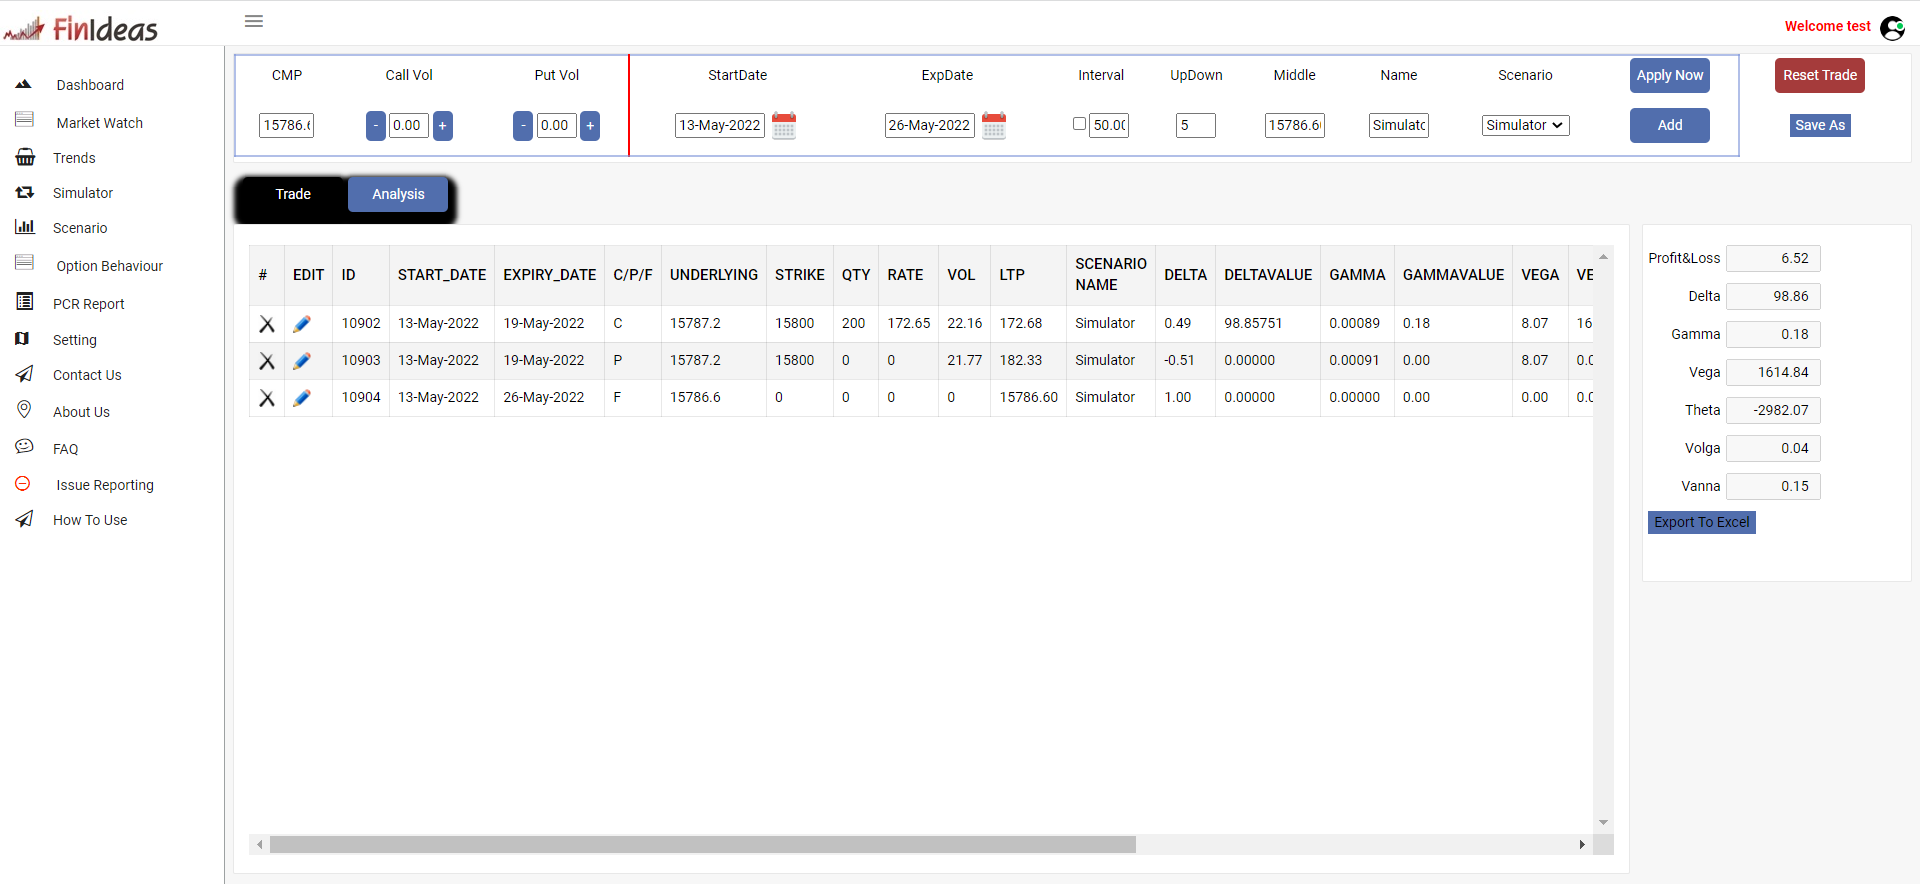 FinIdeas
Welcome test
Dashboard
Market Watch
Trends
Simulator
Scenario
Option Behaviour
PCR Report
Setting
Contact Us
About Us
FAQ
Issue Reporting
How To Use
CMP Call Vol Put Vol StartDate ExpDate Interval UpDown Middle Name Scenario Apply Now Reset Trade
15786.6 - 0.00 + - 0.00 + 13-May-2022 26-May-2022 50.00 5 15786.6 Simulator Simulator Add Save As
Trade Analysis
# EDIT ID START_DATE EXPIRY_DATE C/P/F UNDERLYING STRIKE QTY RATE VOL LTP SCENARIO NAME DELTA DELTAVALUE GAMMA GAMMAVALUE VEGA VE
X 10902 13-May-2022 19-May-2022 C 15787.2 15800 200 172.65 22.16 172.68 Simulator 0.49 98.85751 0.00089 0.18 8.07 16
X 10903 13-May-2022 19-May-2022 P 15787.2 15800 0 0 21.77 182.33 Simulator -0.51 0.00000 0.00091 0.00 8.07 0.0
X 10904 13-May-2022 26-May-2022 F 15786.6 0 0 0 0 15786.60 Simulator 1.00 0.00000 0.00000 0.00 0.00 0.0
Profit&Loss 6.52
Delta 98.86
Gamma 0.18
Vega 1614.84
Theta -2982.07
Volga 0.04
Vanna 0.15
Export To Excel